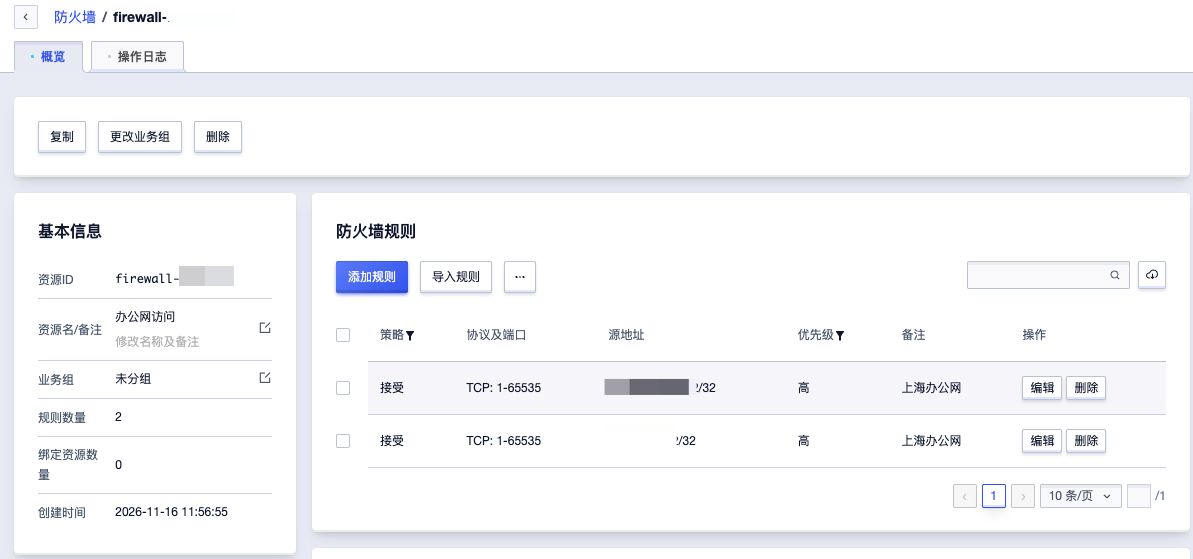 防火墙 / firewall-
概览 操作日志
复制 更改业务组 删除
基本信息
资源ID firewall-
资源名/备注 办公网访问
修改名称及备注
业务组 未分组
规则数量 2
绑定资源数量 0
创建时间 2026-11-16 11:56:55
防火墙规则
添加规则 导入规则 ...
策略 协议及端口 源地址 优先级 备注 操作
接受 TCP: 1-65535 2/32 高 上海办公网 编辑 删除
接受 TCP: 1-65535 2/32 高 上海办公网 编辑 删除
1 10 条/页 /1